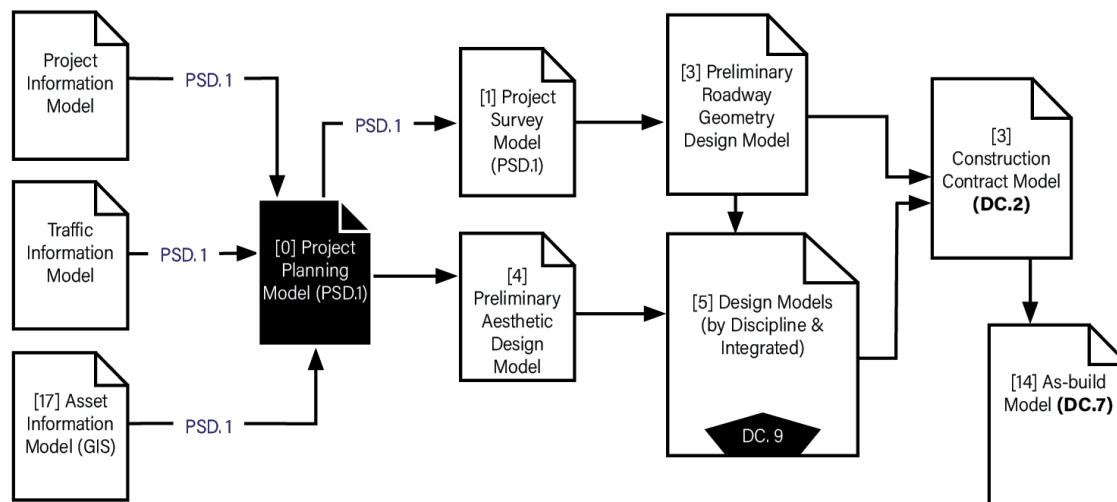 Project
Information
Model
PSD.1
Traffic
Information
Model
PSD.1
[17] Asset
Information
Model (GIS)
PSD.1
[0] Project
Planning
Model (PSD.1)
PSD.1
[1] Project
Survey
Model
(PSD.1)
[4]
Preliminary
Aesthetic
Design
Model
[3] Preliminary
Roadway
Geometry
Design Model
[5] Design Models
(by Discipline &
Integrated)
DC. 9
[3]
Construction
Contract Model
(DC.2)
[14] As-build
Model (DC.7)